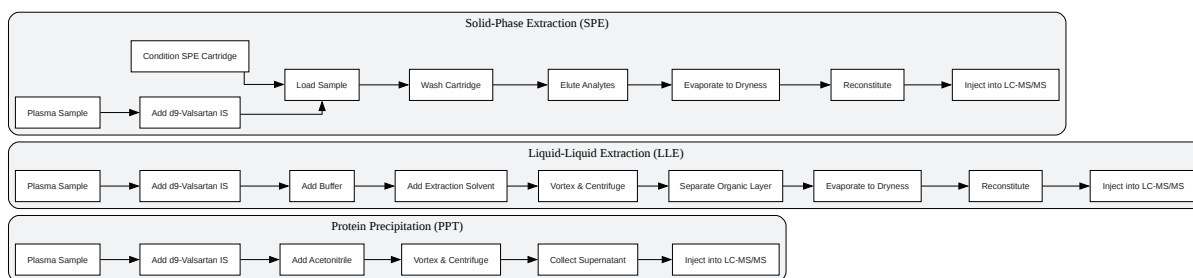 Solid-Phase Extraction (SPE)
Condition SPE Cartridge
Load Sample
Wash Cartridge
Elute Analytes
Evaporate to Dryness
Reconstitute
Inject into LC-MS/MS
Plasma Sample
Add d9-Valsartan IS
Liquid-Liquid Extraction (LLE)
Plasma Sample
Add d9-Valsartan IS
Add Buffer
Add Extraction Solvent
Vortex & Centrifuge
Separate Organic Layer
Evaporate to Dryness
Reconstitute
Inject into LC-MS/MS
Protein Precipitation (PPT)
Plasma Sample
Add d9-Valsartan IS
Add Acetonitrile
Vortex & Centrifuge
Collect Supernatant
Inject into LC-MS/MS